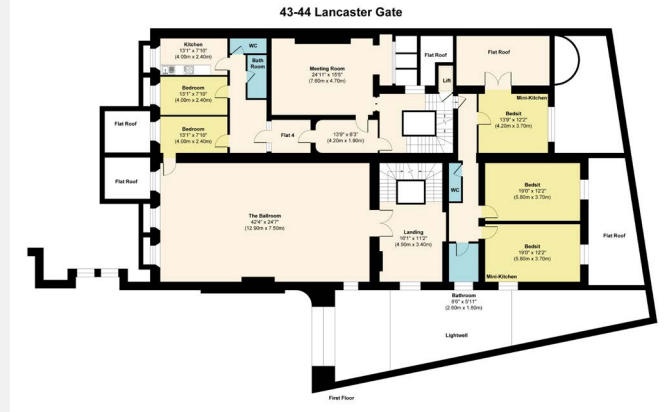 43-44 Lancaster Gate
Kitchen
13'1" x 7'10"
(4.00m x 2.40m)
WC
Bath
Room
Meeting Room
24'11" x 15'5"
(7.60m x 4.70m)
Flat Roof
Lift
Flat Roof
Mini-Kitchen
Bedroom
13'1" x 7'10"
(4.00m x 2.40m)
Bedsit
13'9" x 12'2"
(4.20m x 3.70m)
Flat Roof
Bedroom
13'1" x 7'10"
(4.00m x 2.40m)
Flat 4
13'9" x 6'3"
(4.20m x 1.90m)
Flat Roof
WC
Bedsit
19'0" x 12'2"
(5.80m x 3.70m)
The Ballroom
42'4" x 24'7"
(12.90m x 7.50m)
Landing
16'1" x 11'2"
(4.90m x 3.40m)
Flat Roof
Bedsit
19'0" x 12'2"
(5.80m x 3.70m)
Mini-Kitchen
Bathroom
8'6" x 5'11"
(2.60m x 1.80m)
Lightwell
First Floor